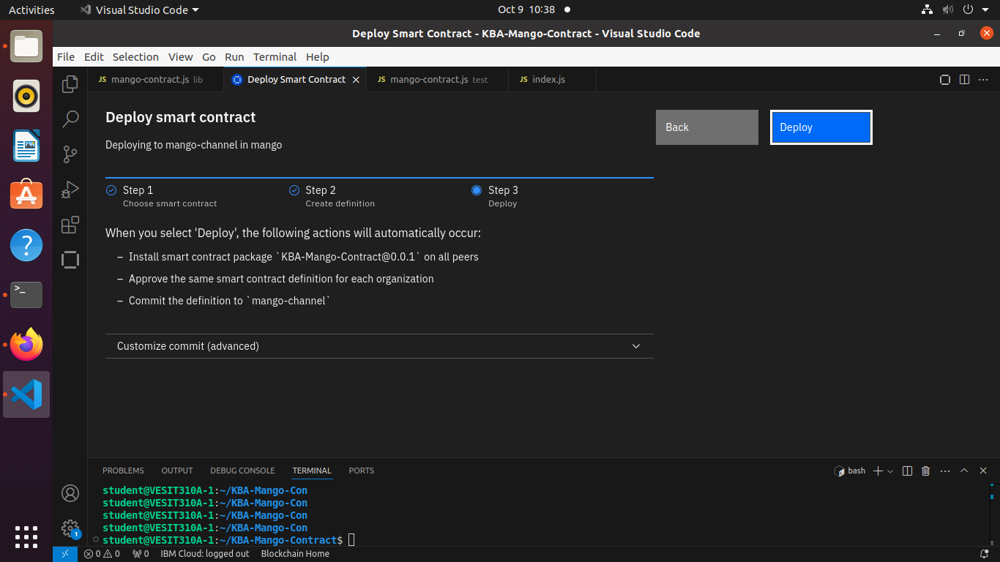 Activities Visual Studio Code Oct 9 10:38
Deploy Smart Contract - KBA-Mango-Contract - Visual Studio Code
File Edit Selection View Go Run Terminal Help
JS mango-contract.js lib Deploy Smart Contract JS mango-contract.js test JS index.js
Deploy smart contract
Back
Deploy
Deploying to mango-channel in mango
Step 1 Step 2 Step 3
Choose smart contract Create definition Deploy
When you select 'Deploy', the following actions will automatically occur:
– Install smart contract package `KBA-Mango-Contract@0.0.1` on all peers
– Approve the same smart contract definition for each organization
– Commit the definition to `mango-channel`
Customize commit (advanced)
PROBLEMS OUTPUT DEBUG CONSOLE TERMINAL PORTS bash
student@VESIT310A-1:~/KBA-Mango-Con
student@VESIT310A-1:~/KBA-Mango-Con
student@VESIT310A-1:~/KBA-Mango-Con
student@VESIT310A-1:~/KBA-Mango-Con
student@VESIT310A-1:~/KBA-Mango-Contract$
1
0 0 0 IBM Cloud: logged out Blockchain Home